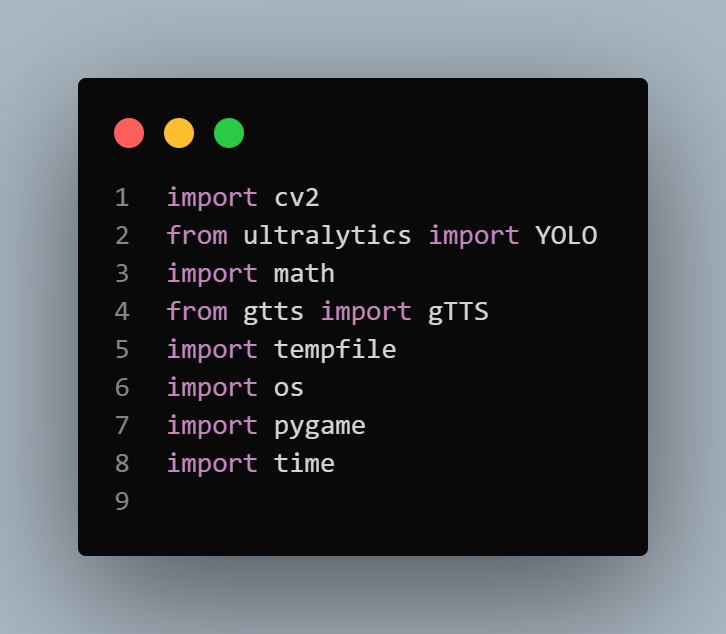 1 import cv2
2 from ultralytics import YOLO
3 import math
4 from gtts import gTTS
5 import tempfile
6 import os
7 import pygame
8 import time
9